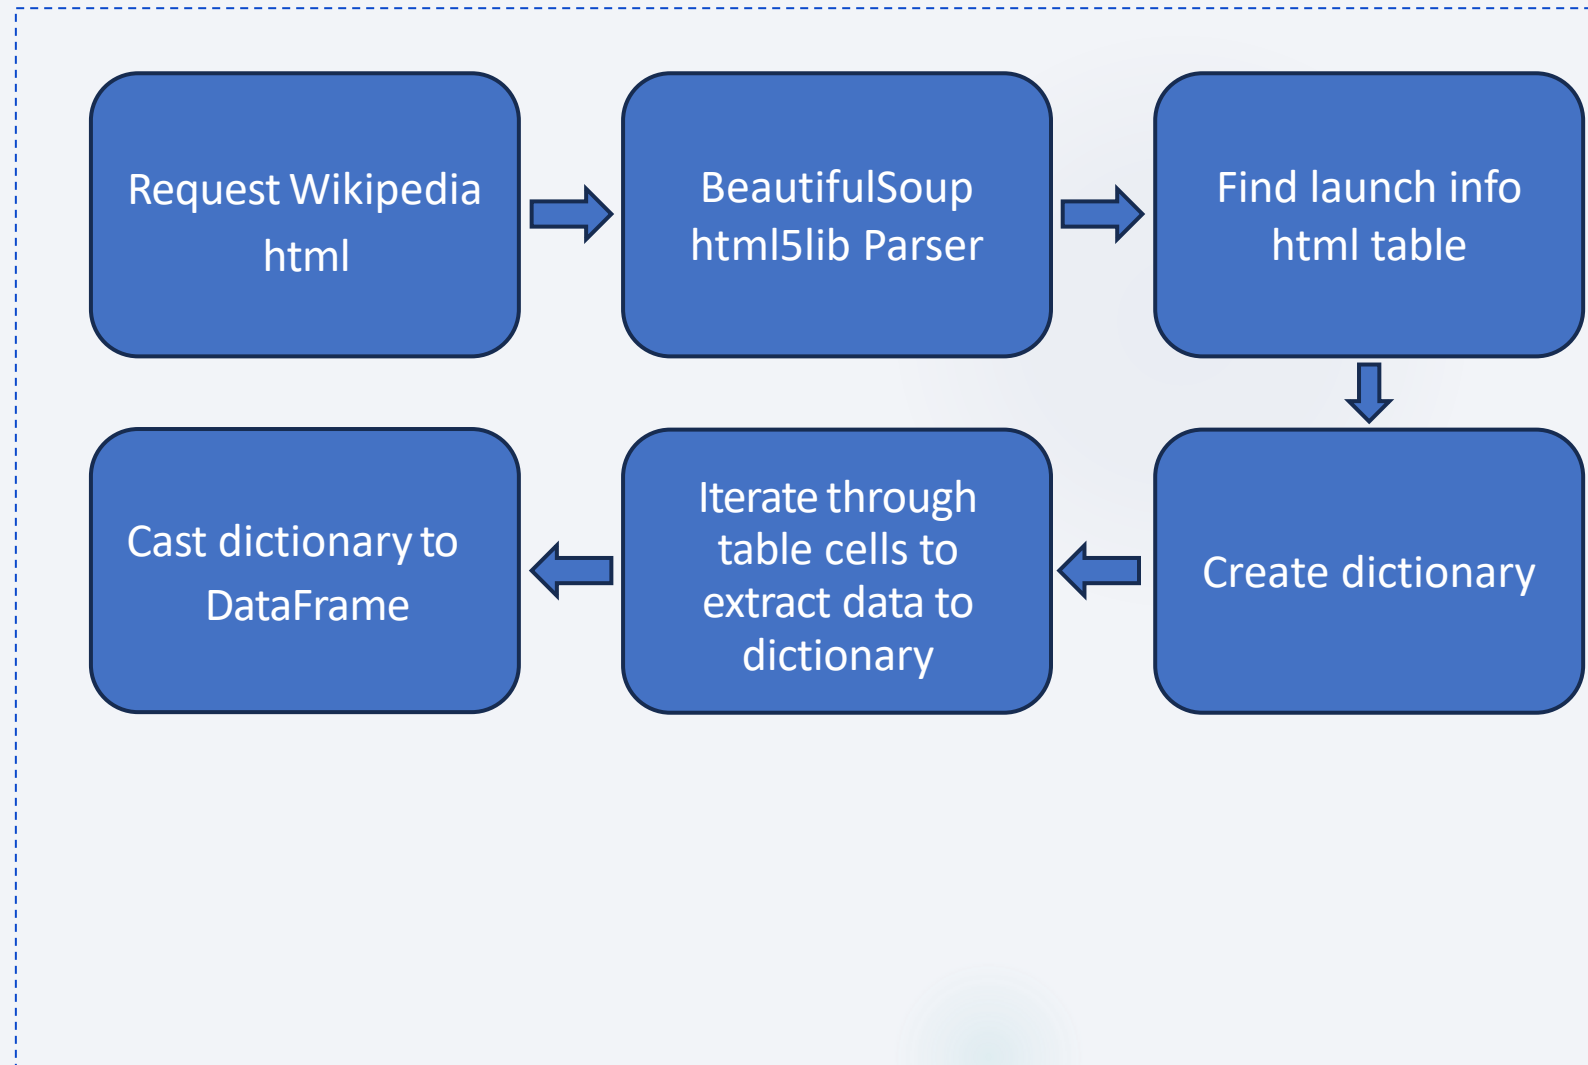 Request Wikipedia
html
BeautifulSoup
html5lib Parser
Find launch info
html table
Create dictionary
Iterate through
table cells to
extract data to
dictionary
Cast dictionary to
DataFrame